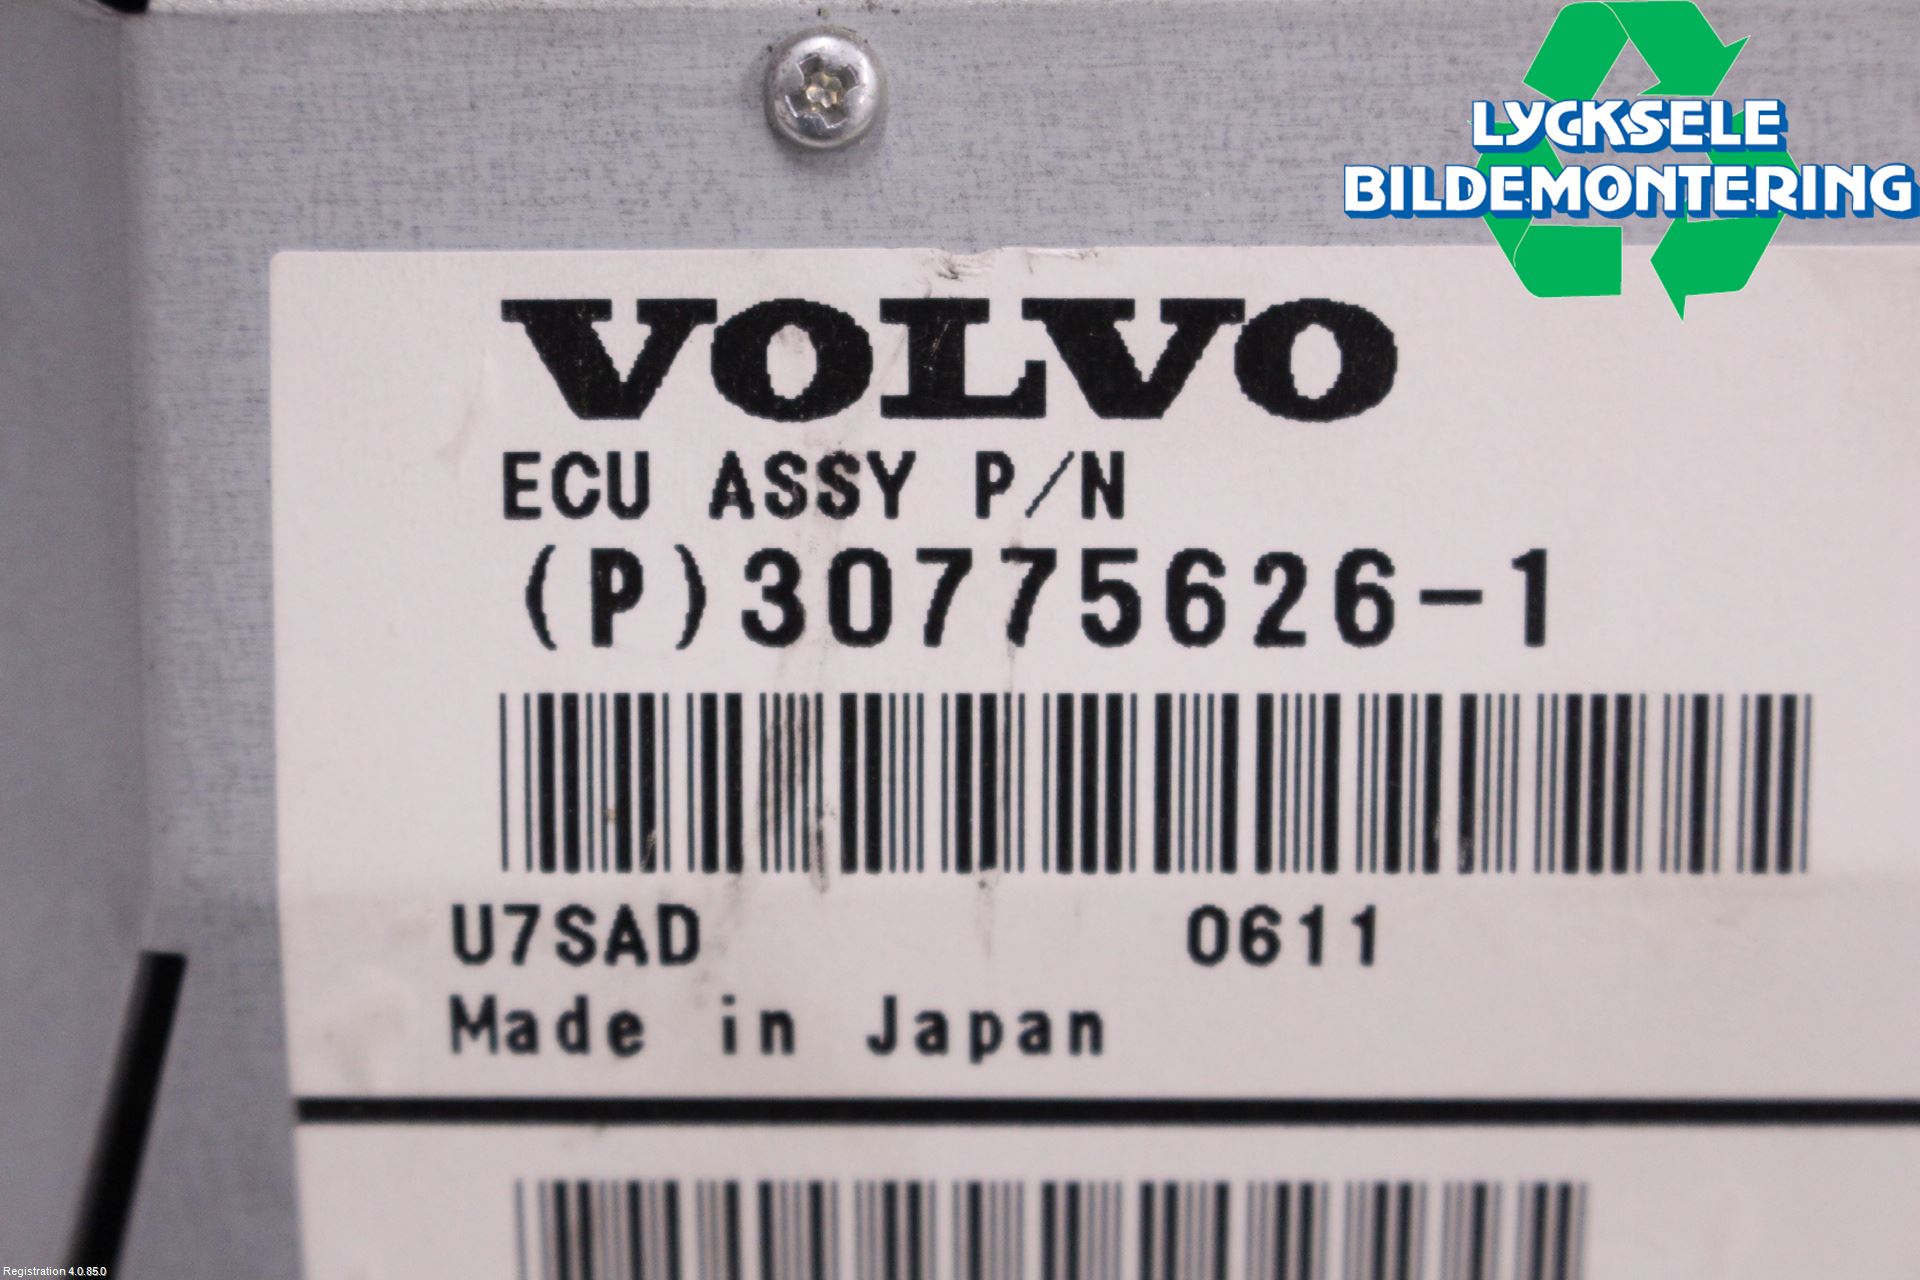 LYCKSELE
BILDEMONTERING
VOLVO
ECU ASSY P/N
(P)30775626-1
U7SAD 0611
Made in Japan
Registration 4.0.85.0